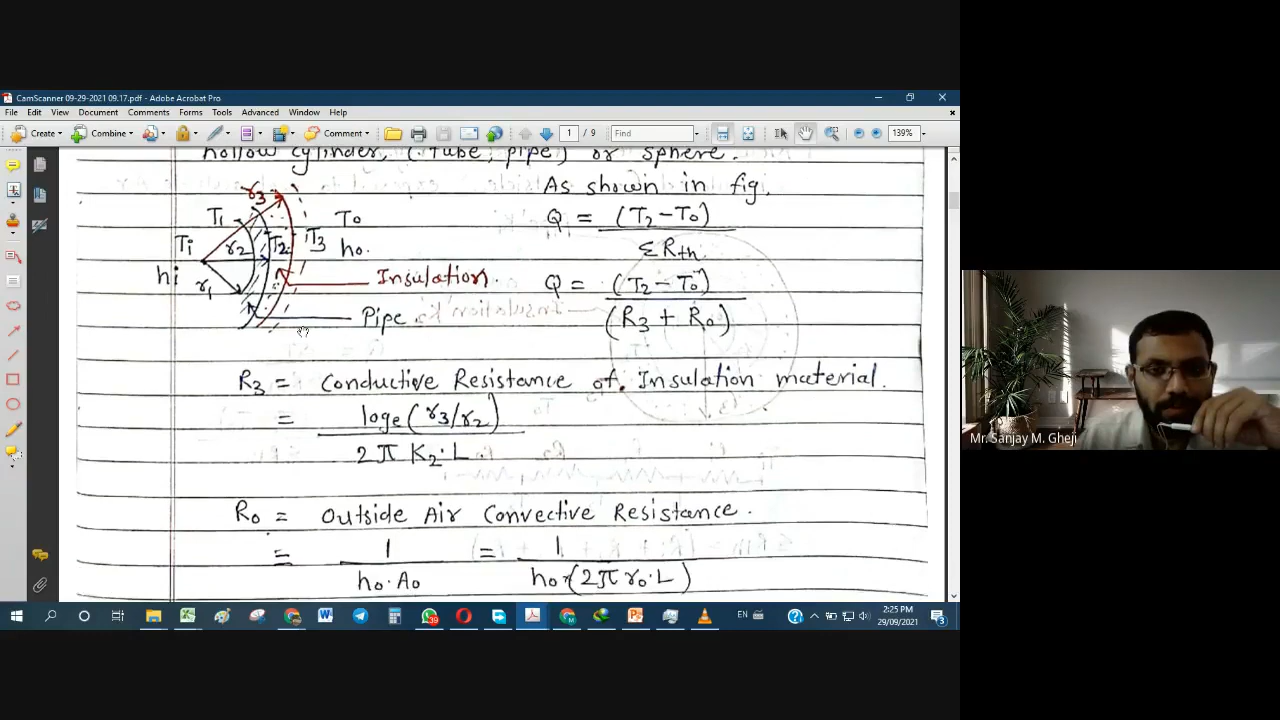 CamScanner 09-29-2021 09.17.pdf - Adobe Acrobat Pro
File Edit View Document Comments Forms Tools Advanced Window Help
Create Combine Comment 1 / 9 Find 139%
hollow cylinder, (Tube, pipe) or sphere.
As shown in fig.
r3
T1 To Q = (T2-To)
Ti r2 T2 T3 ho. ΣRth
hi r1 Insulation Q = (T2-To)
Pipe (R3 + Ro)
R3 = Conductive Resistance of Insulation material.
= loge (r3/r2)
2π K2·L
Ro = Outside Air Convective Resistance.
= 1 = 1
ho·Ao ho·(2π ro·L)
Mr. Sanjay M. Gheji
39 EN 2:25 PM
29/09/2021 3